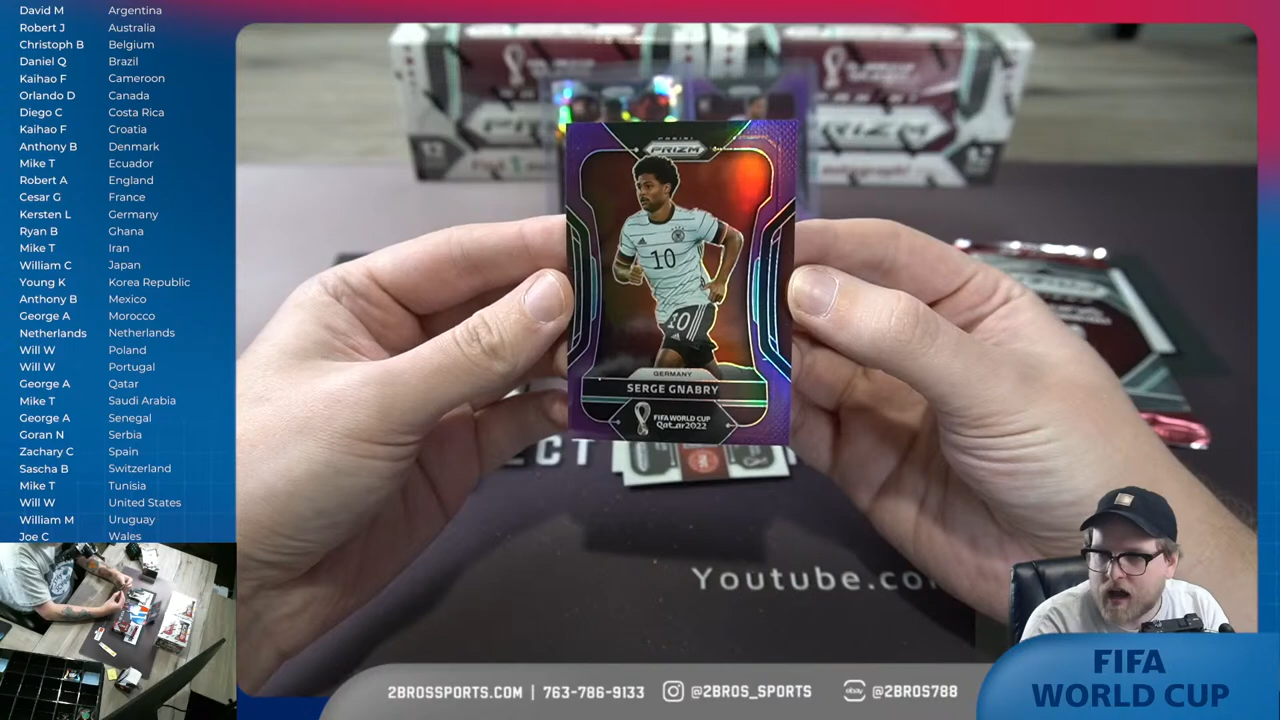 David M Argentina
Robert J Australia
Christoph B Belgium
Daniel Q Brazil
Kaihao F Cameroon
Orlando D Canada
Diego C Costa Rica
Kaihao F Croatia
Anthony B Denmark
Mike T Ecuador
Robert A England
Cesar G France
Kersten L Germany
Ryan B Ghana
Mike T Iran
William C Japan
Young K Korea Republic
Anthony B Mexico
George A Morocco
Netherlands Netherlands
Will W Poland
Will W Portugal
George A Qatar
Mike T Saudi Arabia
George A Senegal
Goran N Serbia
Zachary C Spain
Sascha B Switzerland
Mike T Tunisia
Will W United States
William M Uruguay
Joe C Wales
PANINI
PRIZM
10
10
GERMANY
SERGE GNABRY
FIFA WORLD CUP
Qatar2022
Youtube.co
2BROSSPORTS.COM | 763-786-9133 @2BROS_SPORTS @2BROS788
FIFA
WORLD CUP